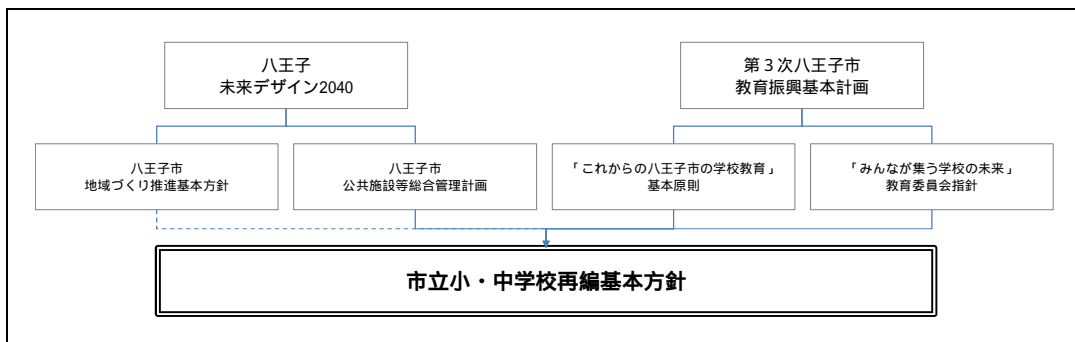 八王子
未来デザイン2040
第3次八王子市
教育振興基本計画
八王子市
地域づくり推進基本方針
八王子市
公共施設等総合管理計画
「これからの八王子市の学校教育」
基本原則
「みんなが集う学校の未来」
教育委員会指針
市立小・中学校再編基本方針